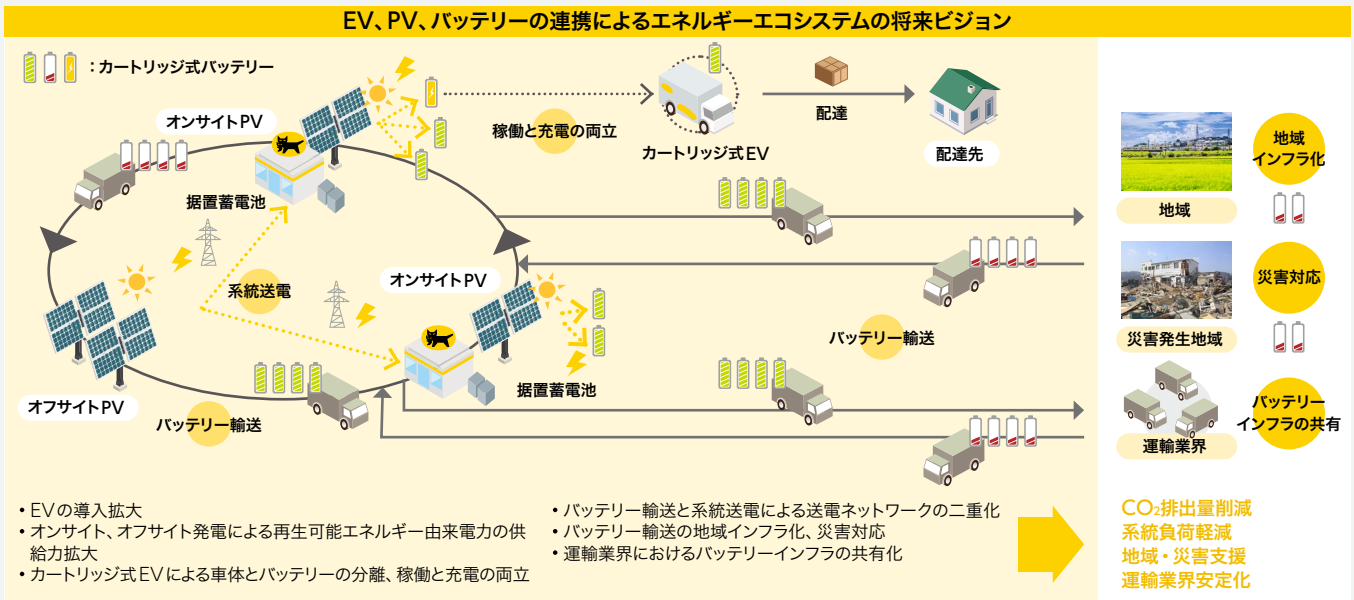 EV、PV、バッテリーの連携によるエネルギーエコシステムの将来ビジョン
：カートリッジ式バッテリー
オンサイトPV
据置蓄電池
稼働と充電の両立
カートリッジ式EV
配達
配達先
系統送電
オンサイトPV
据置蓄電池
オフサイトPV
バッテリー輸送
バッテリー輸送
地域
地域
インフラ化
災害発生地域
災害対応
運輸業界
バッテリー
インフラの共有
• EVの導入拡大
• オンサイト、オフサイト発電による再生可能エネルギー由来電力の供
給力拡大
• カートリッジ式EVによる車体とバッテリーの分離、稼働と充電の両立
• バッテリー輸送と系統送電による送電ネットワークの二重化
• バッテリー輸送の地域インフラ化、災害対応
• 運輸業界におけるバッテリーインフラの共有化
CO₂排出量削減
系統負荷軽減
地域・災害支援
運輸業界安定化